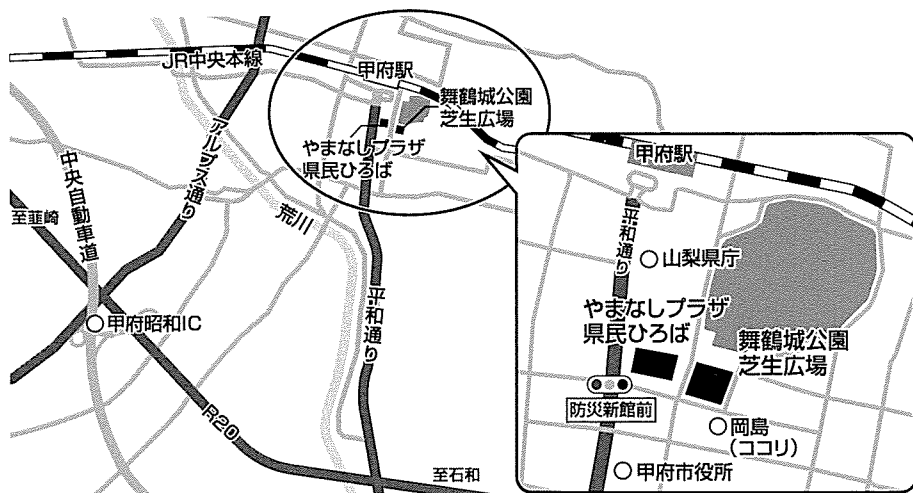 JR中央本線
甲府駅
舞鶴城公園
芝生広場
やまなしプラザ
県民ひろば
アルプス通り
中央自動車道
至韮崎
荒川
平和通り
甲府昭和IC
R20
至石和
甲府駅
平和通り
山梨県庁
やまなしプラザ
県民ひろば
舞鶴城公園
芝生広場
防災新館前
岡島
(ココリ)
甲府市役所